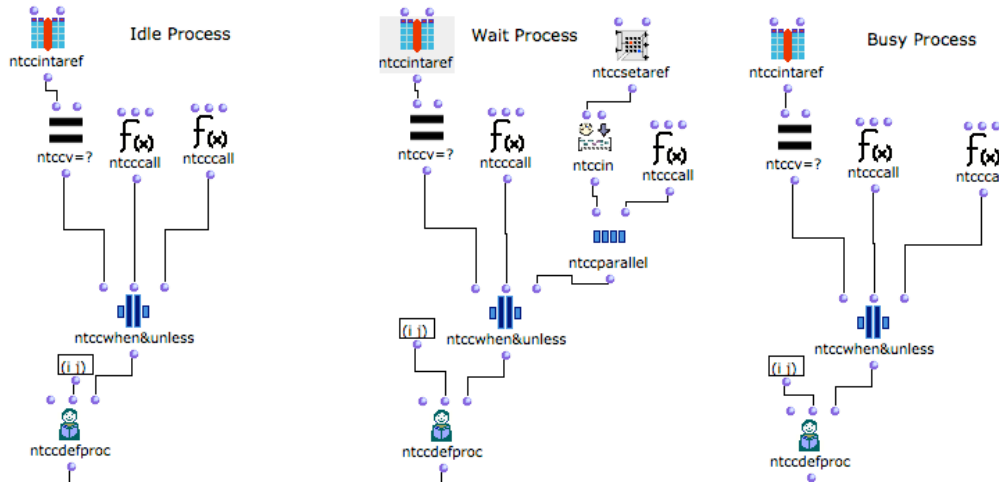 Idle Process
ntccintaref
ntccv=?
f(x)
ntcccall
f(x)
ntcccall
ntccwhen&unless
(i j)
ntccdefproc
Wait Process
ntccintaref
ntccsetaref
ntccv=?
f(x)
ntcccall
ntccin
f(x)
ntcccall
ntccparallel
ntccwhen&unless
(i j)
ntccdefproc
Busy Process
ntccintaref
ntccv=?
f(x)
ntcccall
f(x)
ntccca
ntccwhen&unless
(i j)
ntccdefproc